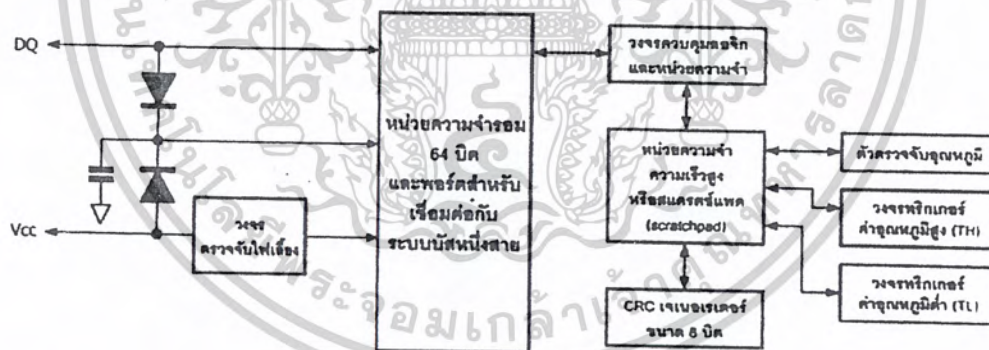 DQ
Vcc
วงจร
ตรวจจับไฟเลี้ยง
หน่วยความจำรอม
64 บิต
และพอร์ตสำหรับ
เชื่อมต่อกับ
ระบบบัสหนึ่งสาย
วงจรควบคุมลอจิก
และหน่วยความจำ
หน่วยความจำ
ความเร็วสูง
หรือสแครตช์แพด
(scratchpad)
CRC เจเนอเรเตอร์
ขนาด 8 บิต
ตัวตรวจจับอุณหภูมิ
วงจรทริกเกอร์
ค่าอุณหภูมิสูง (TH)
วงจรทริกเกอร์
ค่าอุณหภูมิต่ำ (TL)